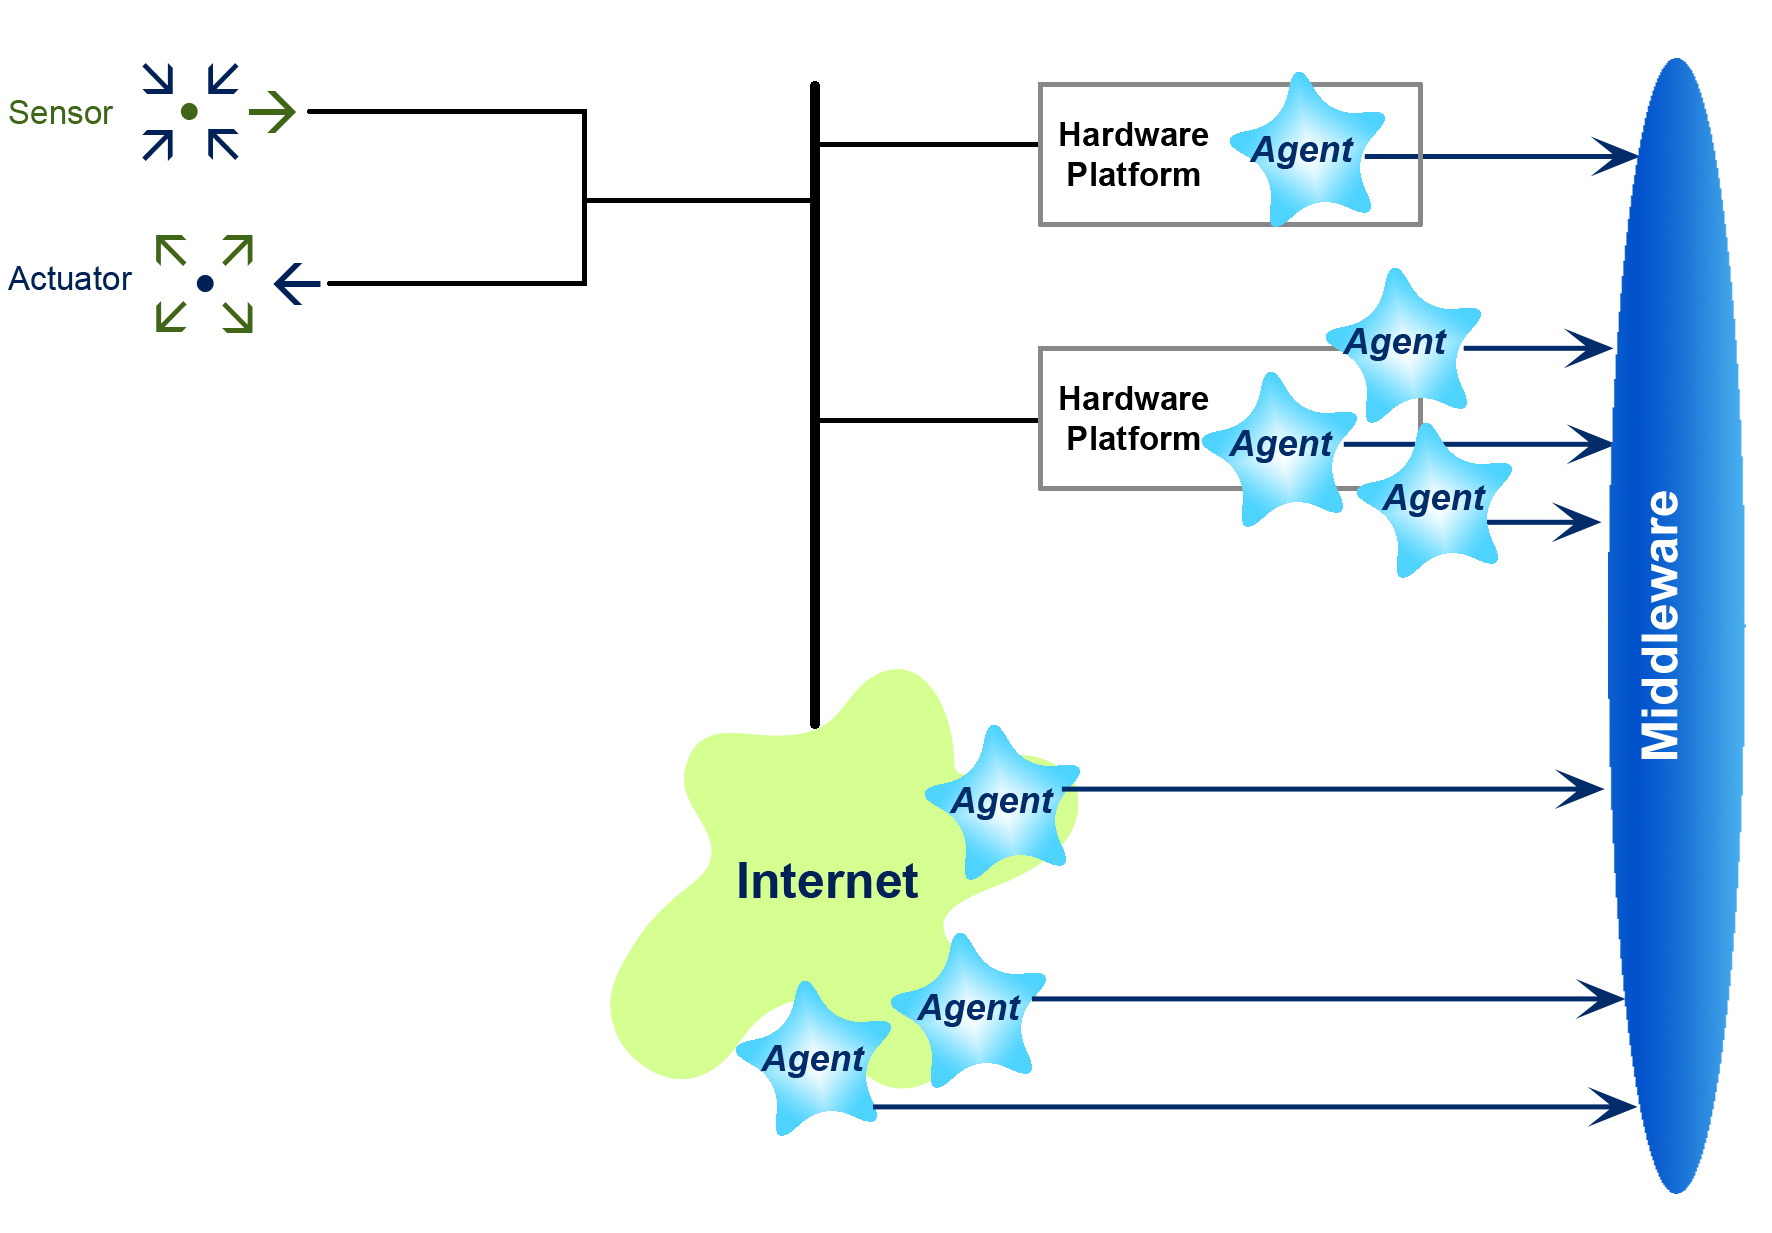 Sensor
Actuator
Hardware
Platform
Agent
Hardware
Platform
Agent
Agent
Agent
Middleware
Internet
Agent
Agent
Agent